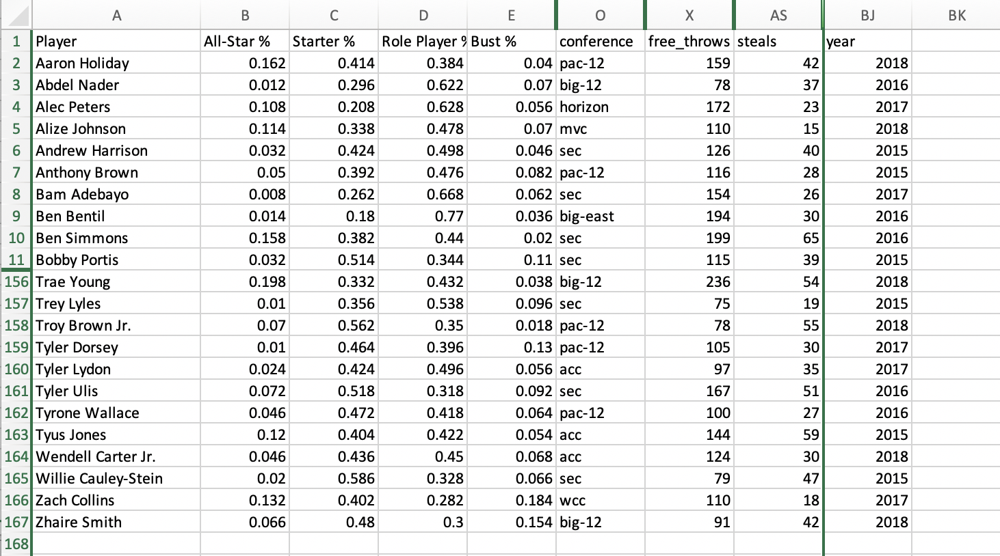 A B C D E O X AS BJ BK
1 Player All-Star % Starter % Role Player % Bust % conference free_throws steals year
2 Aaron Holiday 0.162 0.414 0.384 0.04 pac-12 159 42 2018
3 Abdel Nader 0.012 0.296 0.622 0.07 big-12 78 37 2016
4 Alec Peters 0.108 0.208 0.628 0.056 horizon 172 23 2017
5 Alize Johnson 0.114 0.338 0.478 0.07 mvc 110 15 2018
6 Andrew Harrison 0.032 0.424 0.498 0.046 sec 126 40 2015
7 Anthony Brown 0.05 0.392 0.476 0.082 pac-12 116 28 2015
8 Bam Adebayo 0.008 0.262 0.668 0.062 sec 154 26 2017
9 Ben Bentil 0.014 0.18 0.77 0.036 big-east 194 30 2016
10 Ben Simmons 0.158 0.382 0.44 0.02 sec 199 65 2016
11 Bobby Portis 0.032 0.514 0.344 0.11 sec 115 39 2015
156 Trae Young 0.198 0.332 0.432 0.038 big-12 236 54 2018
157 Trey Lyles 0.01 0.356 0.538 0.096 sec 75 19 2015
158 Troy Brown Jr. 0.07 0.562 0.35 0.018 pac-12 78 55 2018
159 Tyler Dorsey 0.01 0.464 0.396 0.13 pac-12 105 30 2017
160 Tyler Lydon 0.024 0.424 0.496 0.056 acc 97 35 2017
161 Tyler Ulis 0.072 0.518 0.318 0.092 sec 167 51 2016
162 Tyrone Wallace 0.046 0.472 0.418 0.064 pac-12 100 27 2016
163 Tyus Jones 0.12 0.404 0.422 0.054 acc 144 59 2015
164 Wendell Carter Jr. 0.046 0.436 0.45 0.068 acc 124 30 2018
165 Willie Cauley-Stein 0.02 0.586 0.328 0.066 sec 79 47 2015
166 Zach Collins 0.132 0.402 0.282 0.184 wcc 110 18 2017
167 Zhaire Smith 0.066 0.48 0.3 0.154 big-12 91 42 2018
168